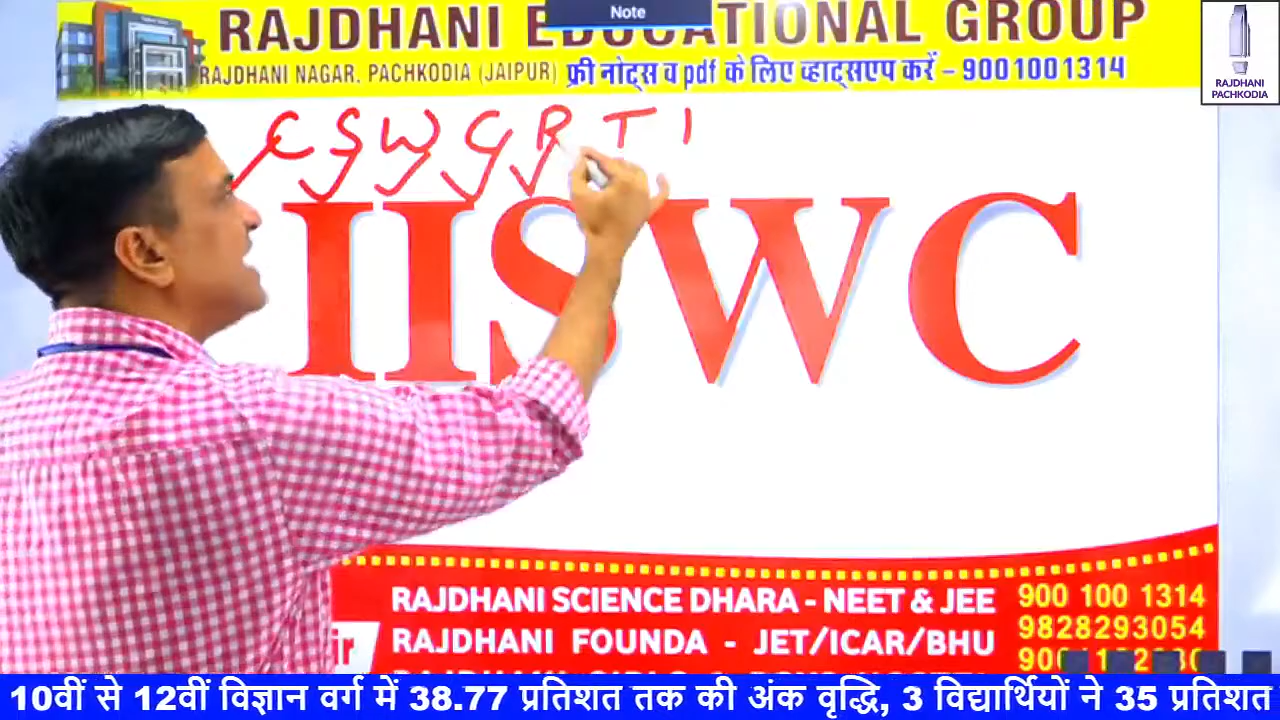 Note
RAJDHANI EDUCATIONAL GROUP
RAJDHANI NAGAR, PACHKODIA (JAIPUR) फ्री नोट्स व pdf के लिए व्हाट्सएप करें - 9001001314
RAJDHANI
PACHKODIA
C S W G R T I
IISWC
RAJDHANI SCIENCE DHARA - NEET & JEE 900 100 1314
RAJDHANI FOUNDA - JET/ICAR/BHU 9828293054
10वीं से 12वीं विज्ञान वर्ग में 38.77 प्रतिशत तक की अंक वृद्धि, 3 विद्यार्थियों ने 35 प्रतिशत